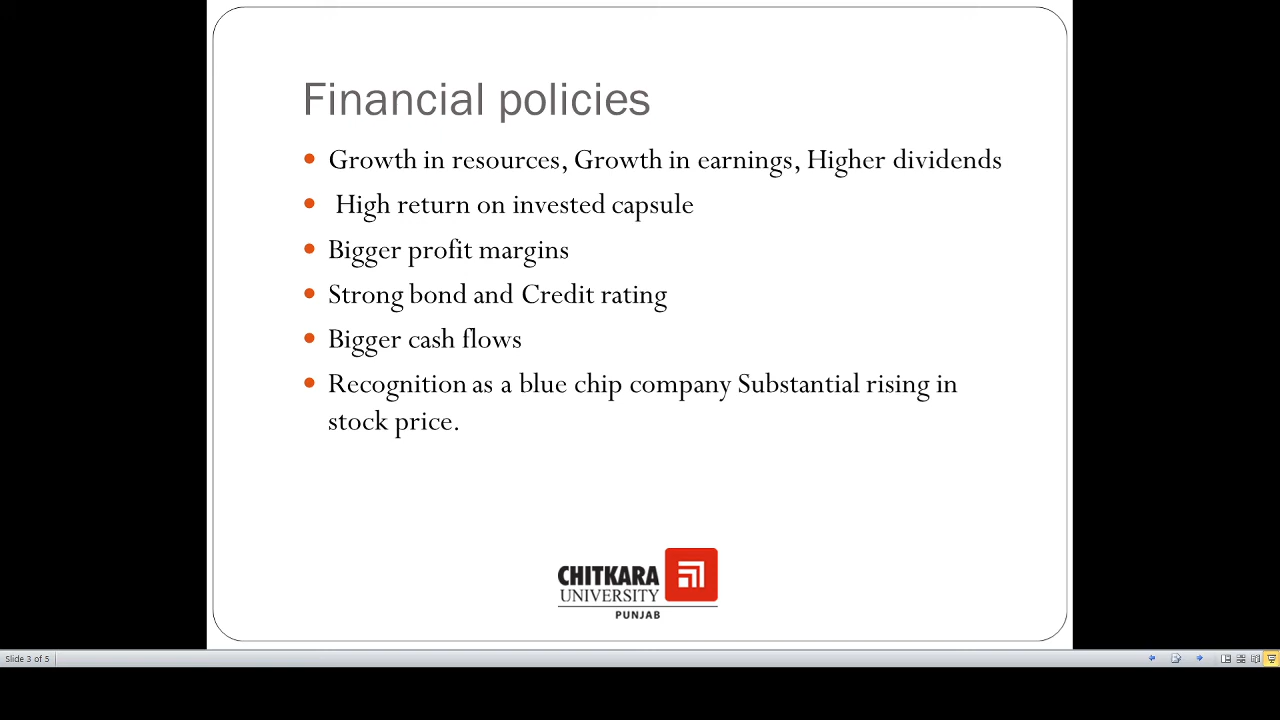 Financial policies
• Growth in resources, Growth in earnings, Higher dividends
• High return on invested capsule
• Bigger profit margins
• Strong bond and Credit rating
• Bigger cash flows
• Recognition as a blue chip company Substantial rising in
stock price.
CHITKARA
UNIVERSITY
PUNJAB
Slide 3 of 5